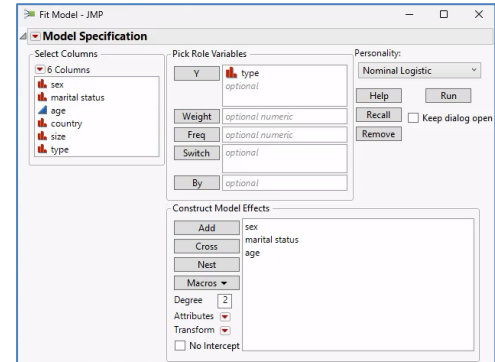 Fit Model - JMP
Model Specification
Select Columns
6 Columns
sex
marital status
age
country
size
type
Pick Role Variables
Y
type
optional
Weight
optional numeric
Freq
optional numeric
Switch
optional
By
optional
Personality:
Nominal Logistic
Help
Run
Recall
Keep dialog open
Remove
Construct Model Effects
Add
Cross
Nest
Macros
Degree 2
Attributes
Transform
No Intercept
sex
marital status
age